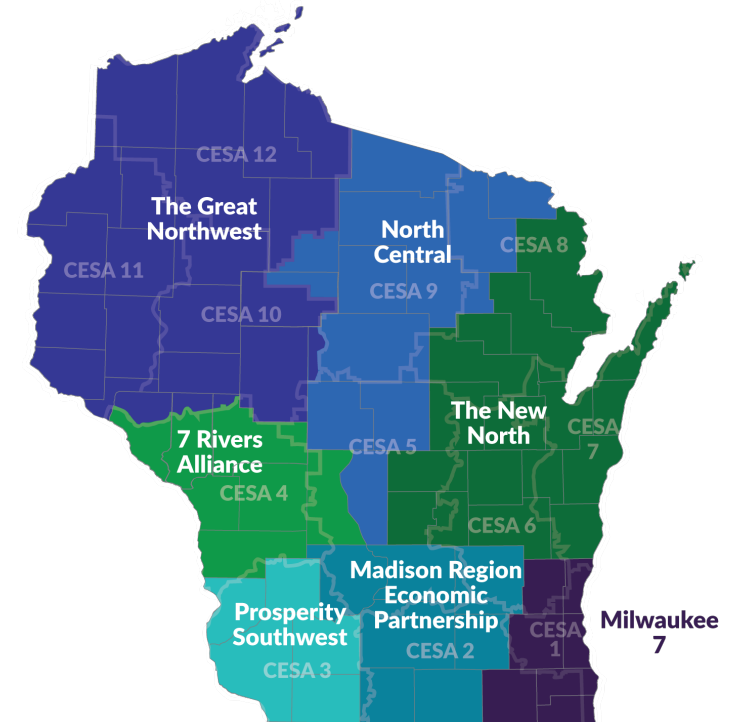 CESA 12
The Great
Northwest
North
Central
CESA 8
CESA 11
CESA 9
CESA 10
The New
North
CESA
7
7 Rivers
Alliance
CESA 5
CESA 4
CESA 6
Madison Region
Economic
Partnership
Prosperity
Southwest
Milwaukee
7
CESA
1
CESA 2
CESA 3